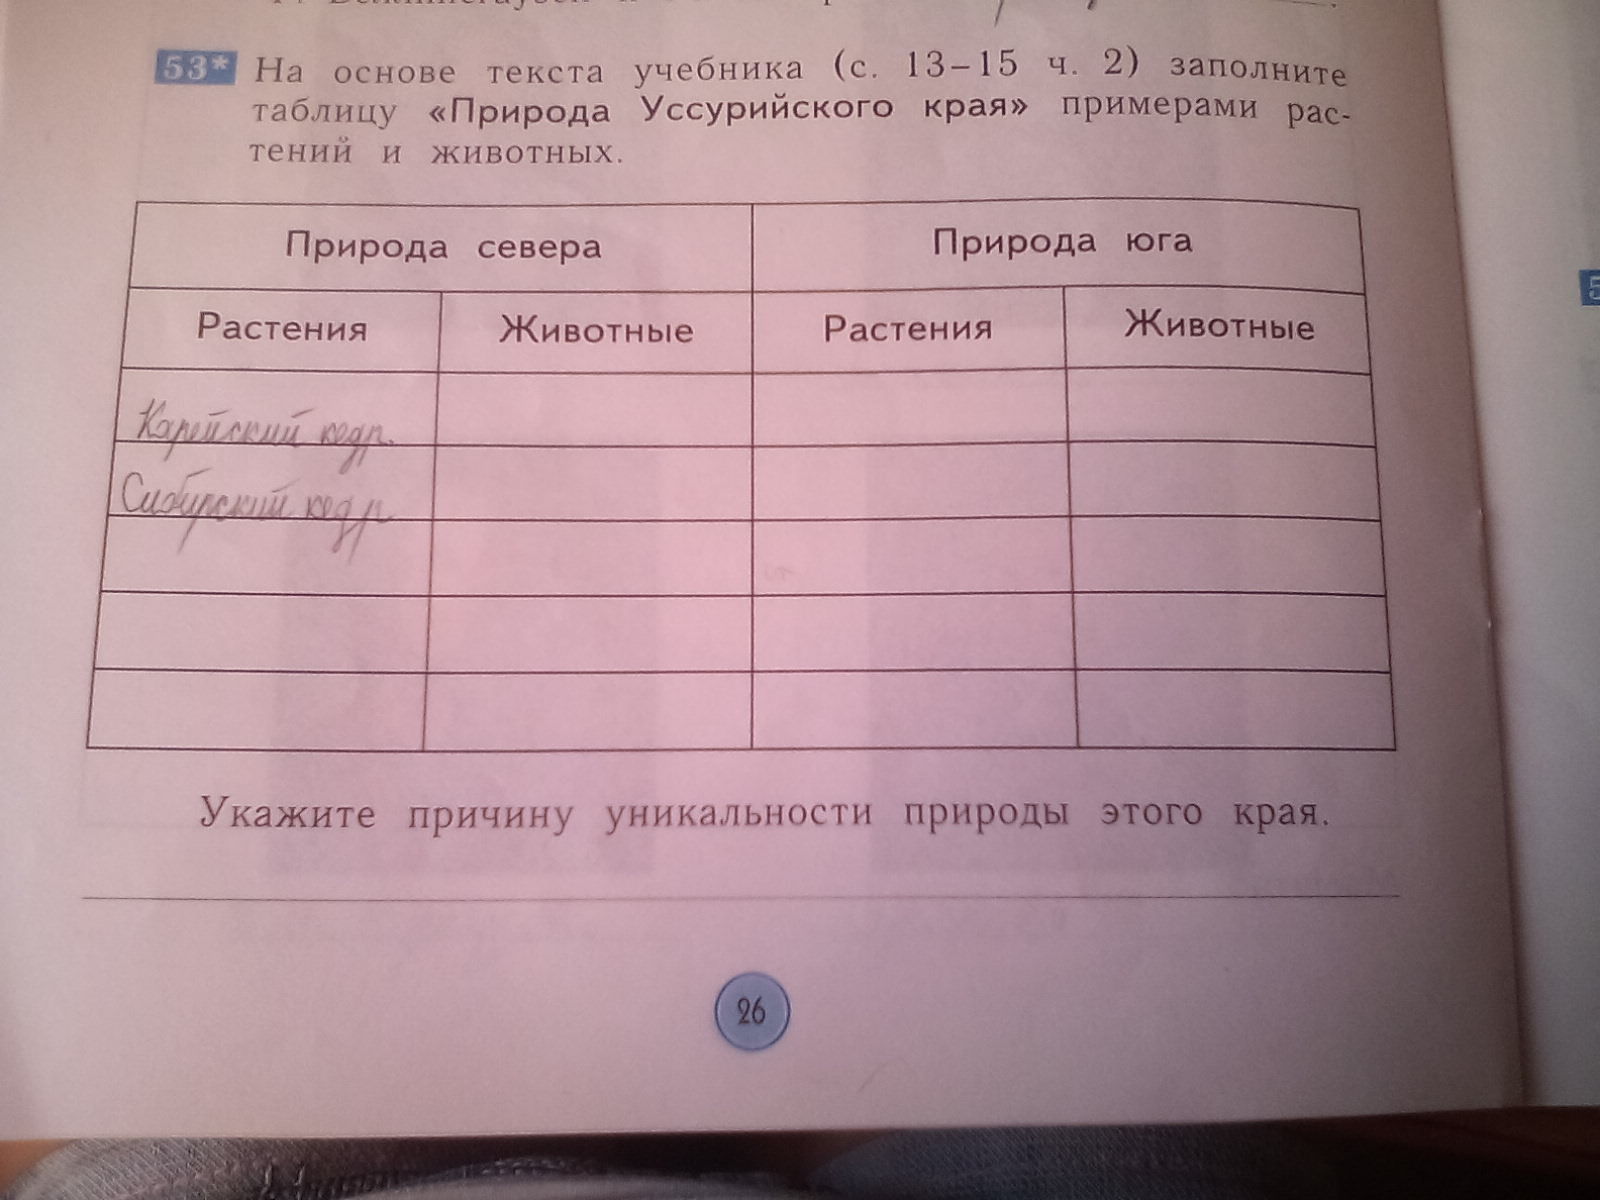 53* На основе текста учебника (с. 13–15 ч. 2) заполните
таблицу «Природа Уссурийского края» примерами рас-
тений и животных.
Природа севера Природа юга
Растения Животные Растения Животные
Карейский кедр.
Сибирский кедр
Укажите причину уникальности природы этого края.
26